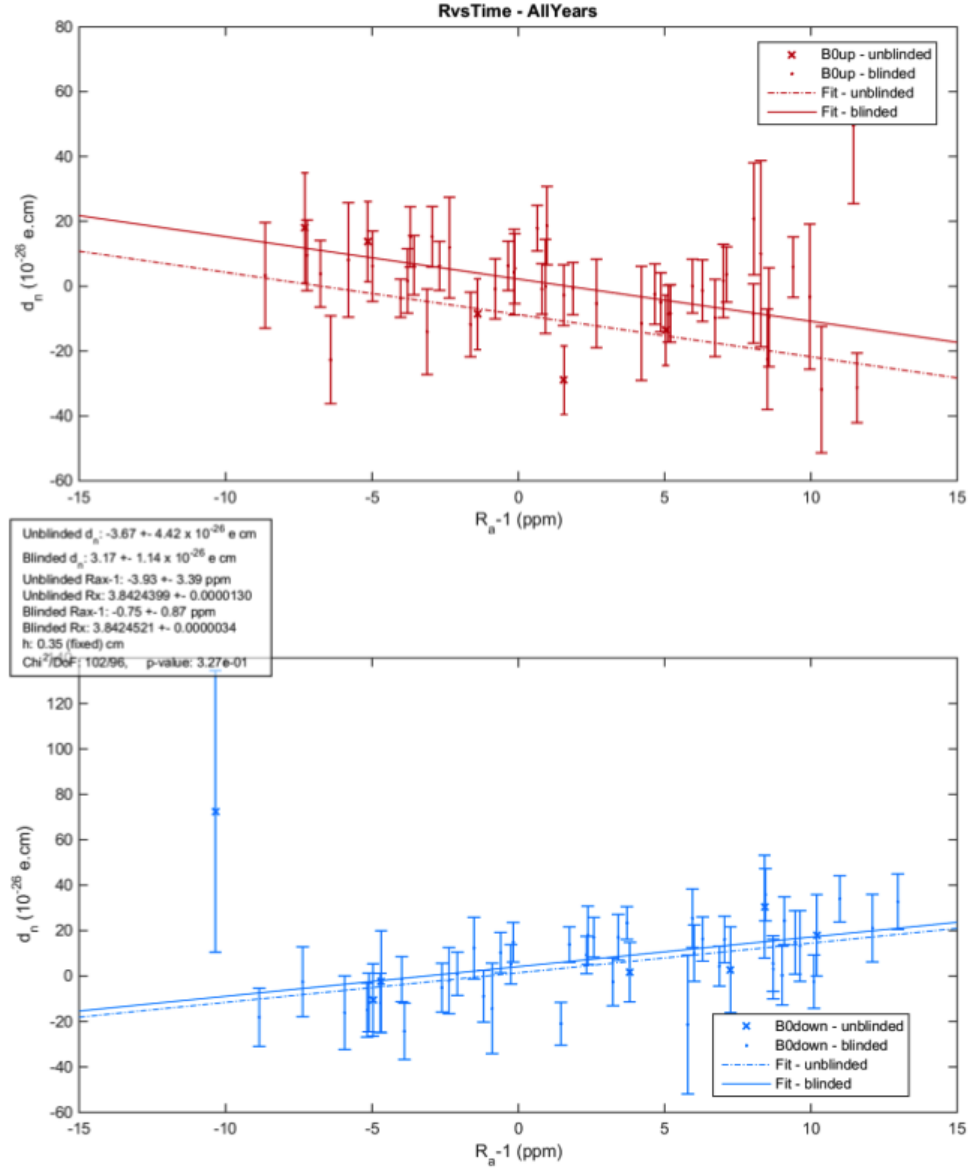 RvsTime - AllYears
80
60
40
20
0
-20
-40
-60
d_n (10^-26 e.cm)
B0up - unblinded
B0up - blinded
Fit - unblinded
Fit - blinded
-15 -10 -5 0 5 10 15
R_a-1 (ppm)
Unblinded d_n: -3.67 +- 4.42 x 10^-26 e cm
Blinded d_n: 3.17 +- 1.14 x 10^-26 e cm
Unblinded Rax-1: -3.93 +- 3.39 ppm
Unblinded Rx: 3.8424399 +- 0.0000130
Blinded Rax-1: -0.75 +- 0.87 ppm
Blinded Rx: 3.8424521 +- 0.0000034
h: 0.35 (fixed) cm
Chi^2/DoF: 102/96, p-value: 3.27e-01
140
120
100
80
60
40
20
0
-20
-40
-60
d_n (10^-26 e.cm)
B0down - unblinded
B0down - blinded
Fit - unblinded
Fit - blinded
-15 -10 -5 0 5 10 15
R_a-1 (ppm)